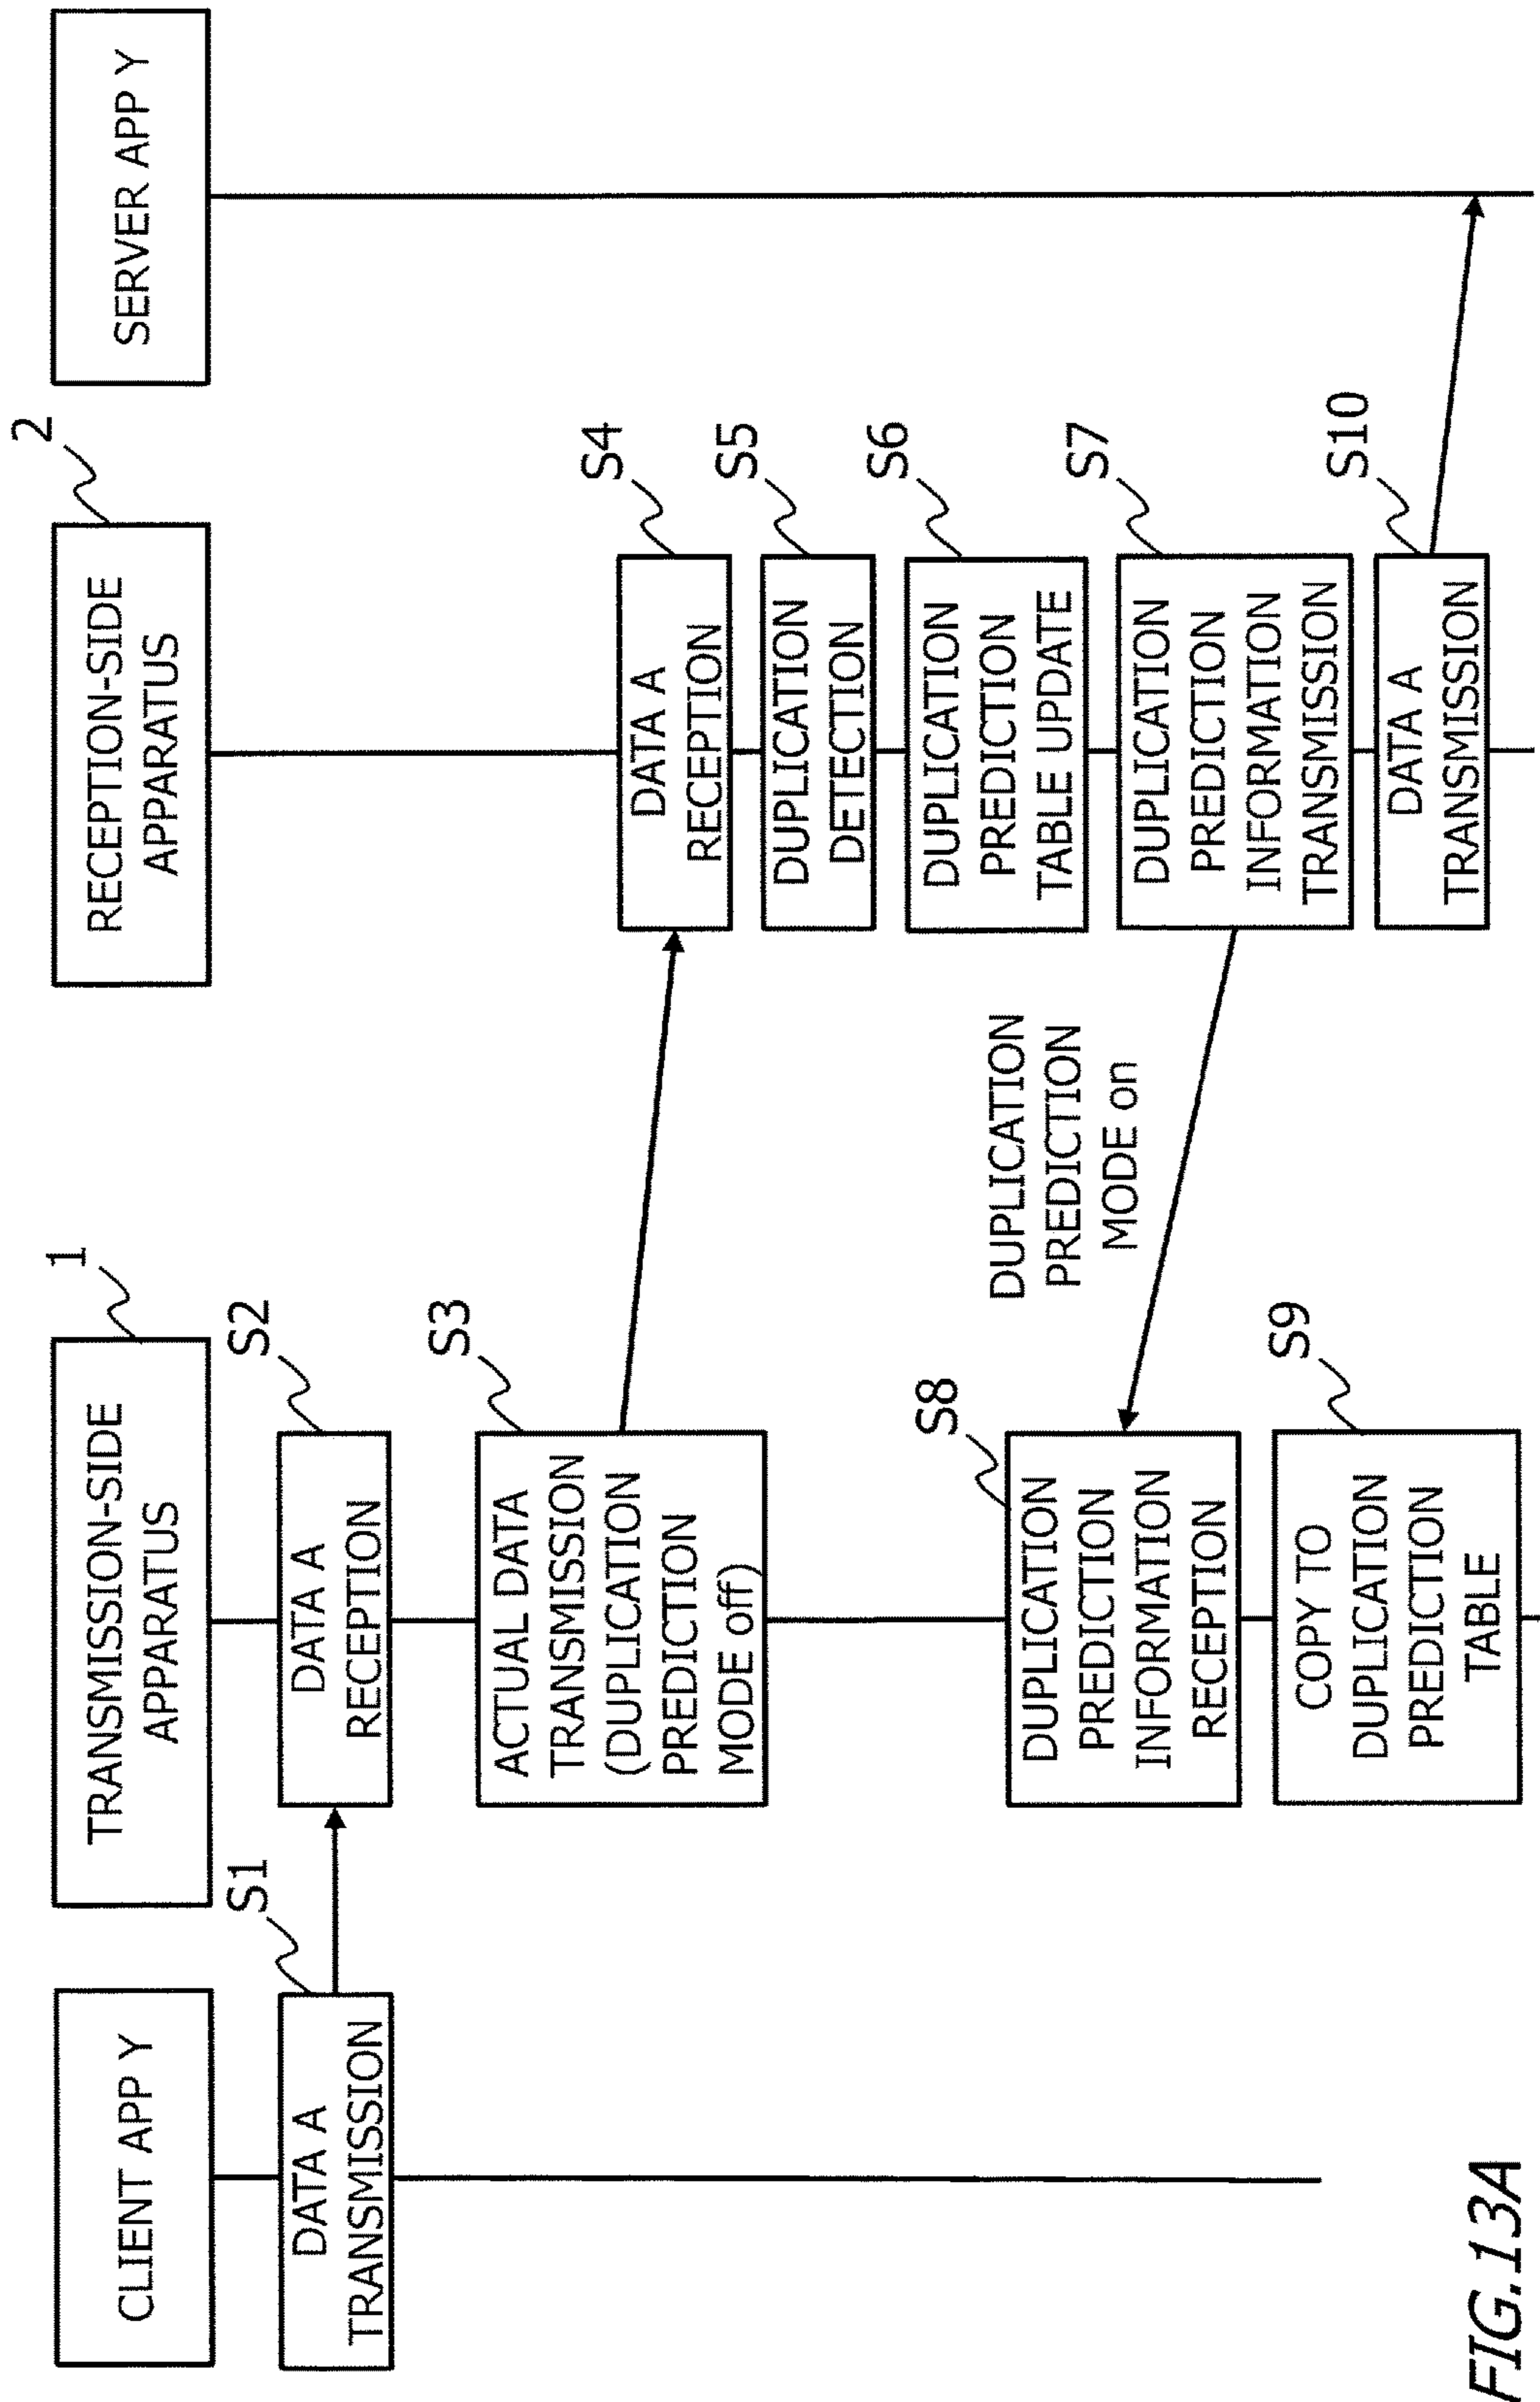 CLIENT APP Y
TRANSMISSION-SIDE
APPARATUS
1
RECEPTION-SIDE
APPARATUS
2
SERVER APP Y
DATA A
TRANSMISSION
S1
DATA A
RECEPTION
S2
ACTUAL DATA
TRANSMISSION
(DUPLICATION
PREDICTION
MODE off)
S3
DATA A
RECEPTION
S4
DUPLICATION
DETECTION
S5
DUPLICATION
PREDICTION
TABLE UPDATE
S6
DUPLICATION
PREDICTION
INFORMATION
TRANSMISSION
S7
DUPLICATION
PREDICTION
MODE on
DUPLICATION
PREDICTION
INFORMATION
RECEPTION
S8
COPY TO
DUPLICATION
PREDICTION
TABLE
S9
DATA A
TRANSMISSION
S10
FIG.13A